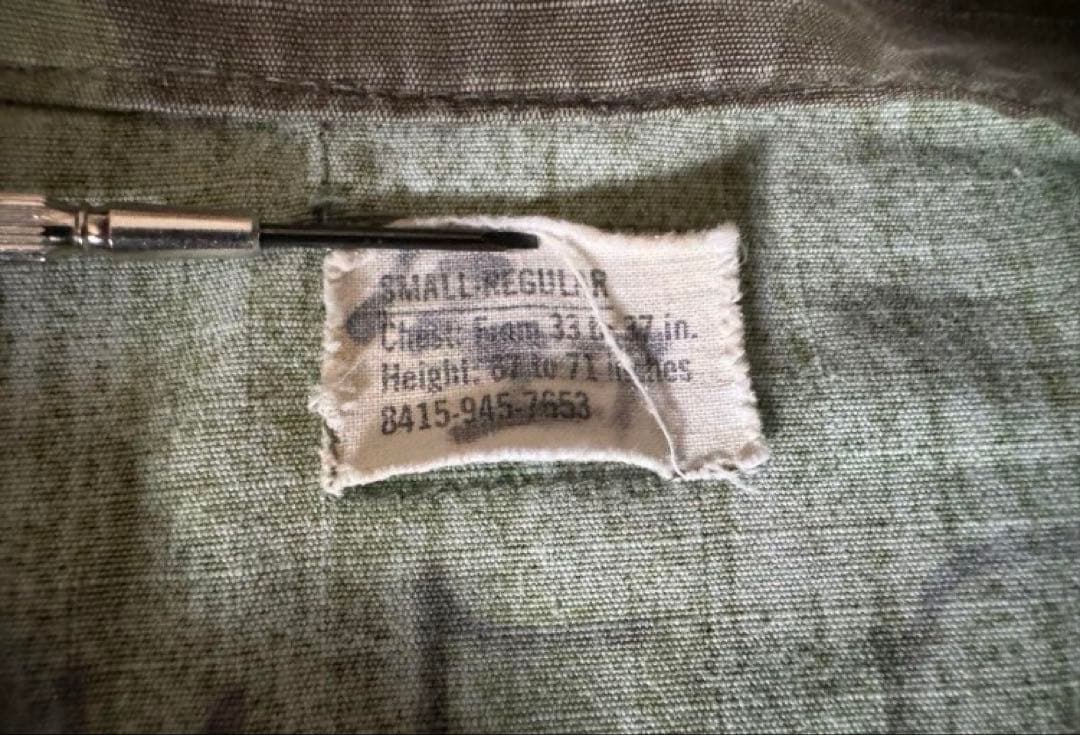 SMALL-REGULAR
Chest: From 33 to 37 in.
Height: 67 to 71 inches
8415-945-7653